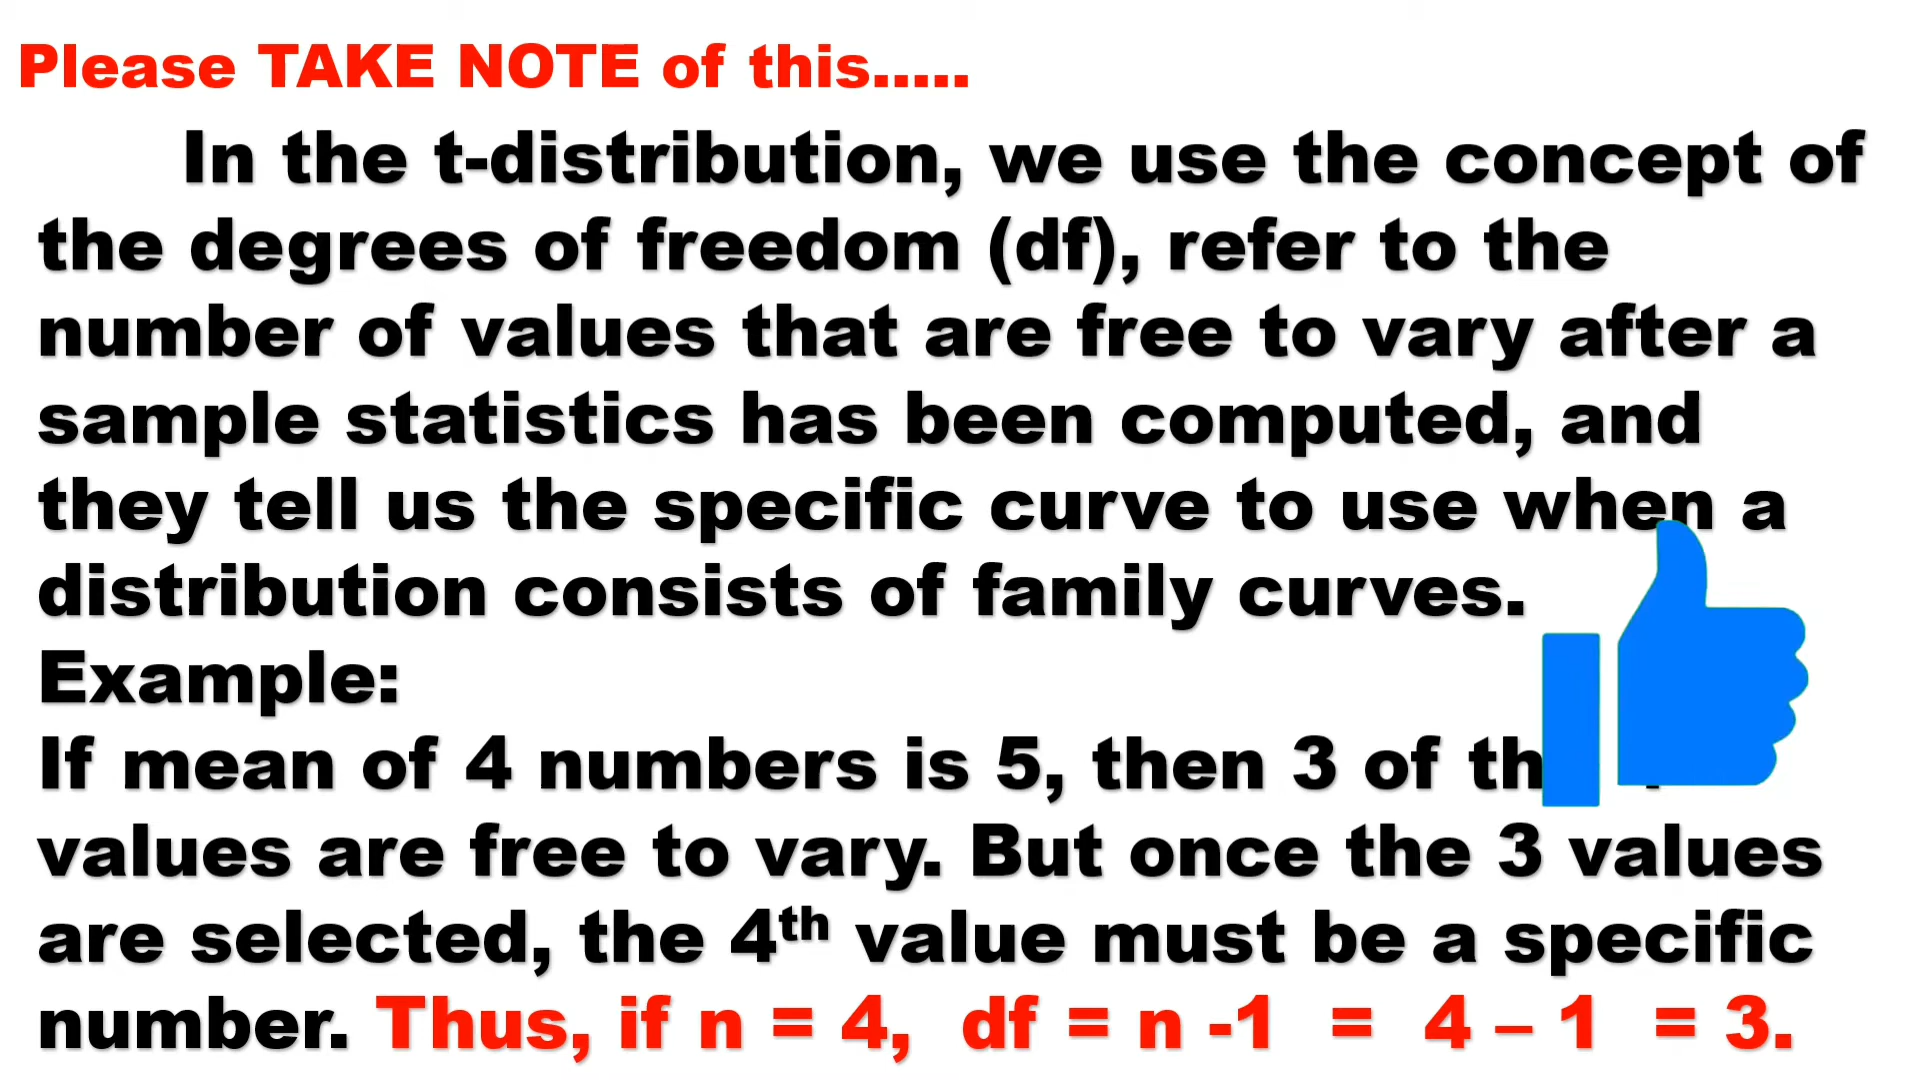 Please TAKE NOTE of this.....
In the t-distribution, we use the concept of
the degrees of freedom (df), refer to the
number of values that are free to vary after a
sample statistics has been computed, and
they tell us the specific curve to use when a
distribution consists of family curves.
Example:
If mean of 4 numbers is 5, then 3 of
values are free to vary. But once the 3 values
are selected, the 4th value must be a specific
number. Thus, if n = 4, df = n -1 = 4 – 1 = 3.